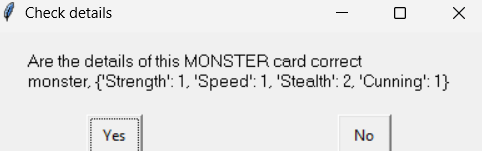 Check details
Are the details of this MONSTER card correct
monster, {'Strength': 1, 'Speed': 1, 'Stealth': 2, 'Cunning': 1}
Yes No